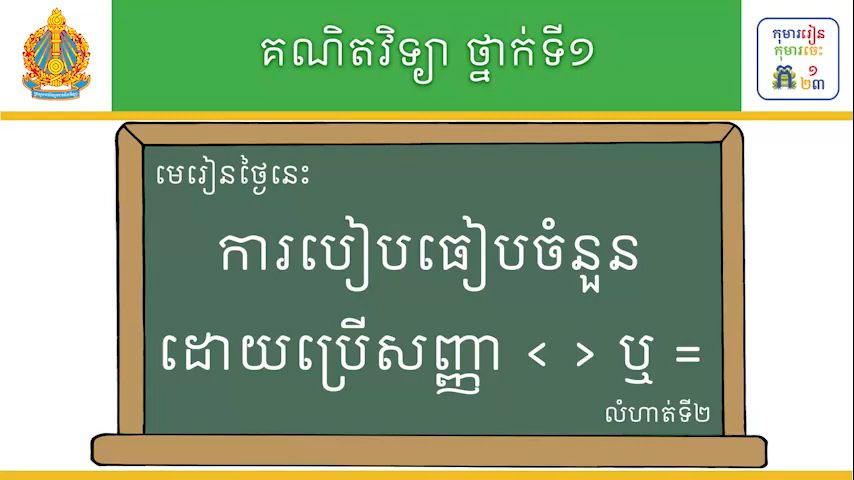 គណិតវិទ្យា ថ្នាក់ទី១
កុមាររៀន
កុមារចេះ
១
២៣
មេរៀនថ្ងៃនេះ
ការបៀបធៀបចំនួន
ដោយប្រើសញ្ញា < > ឬ =
លំហាត់ទី២